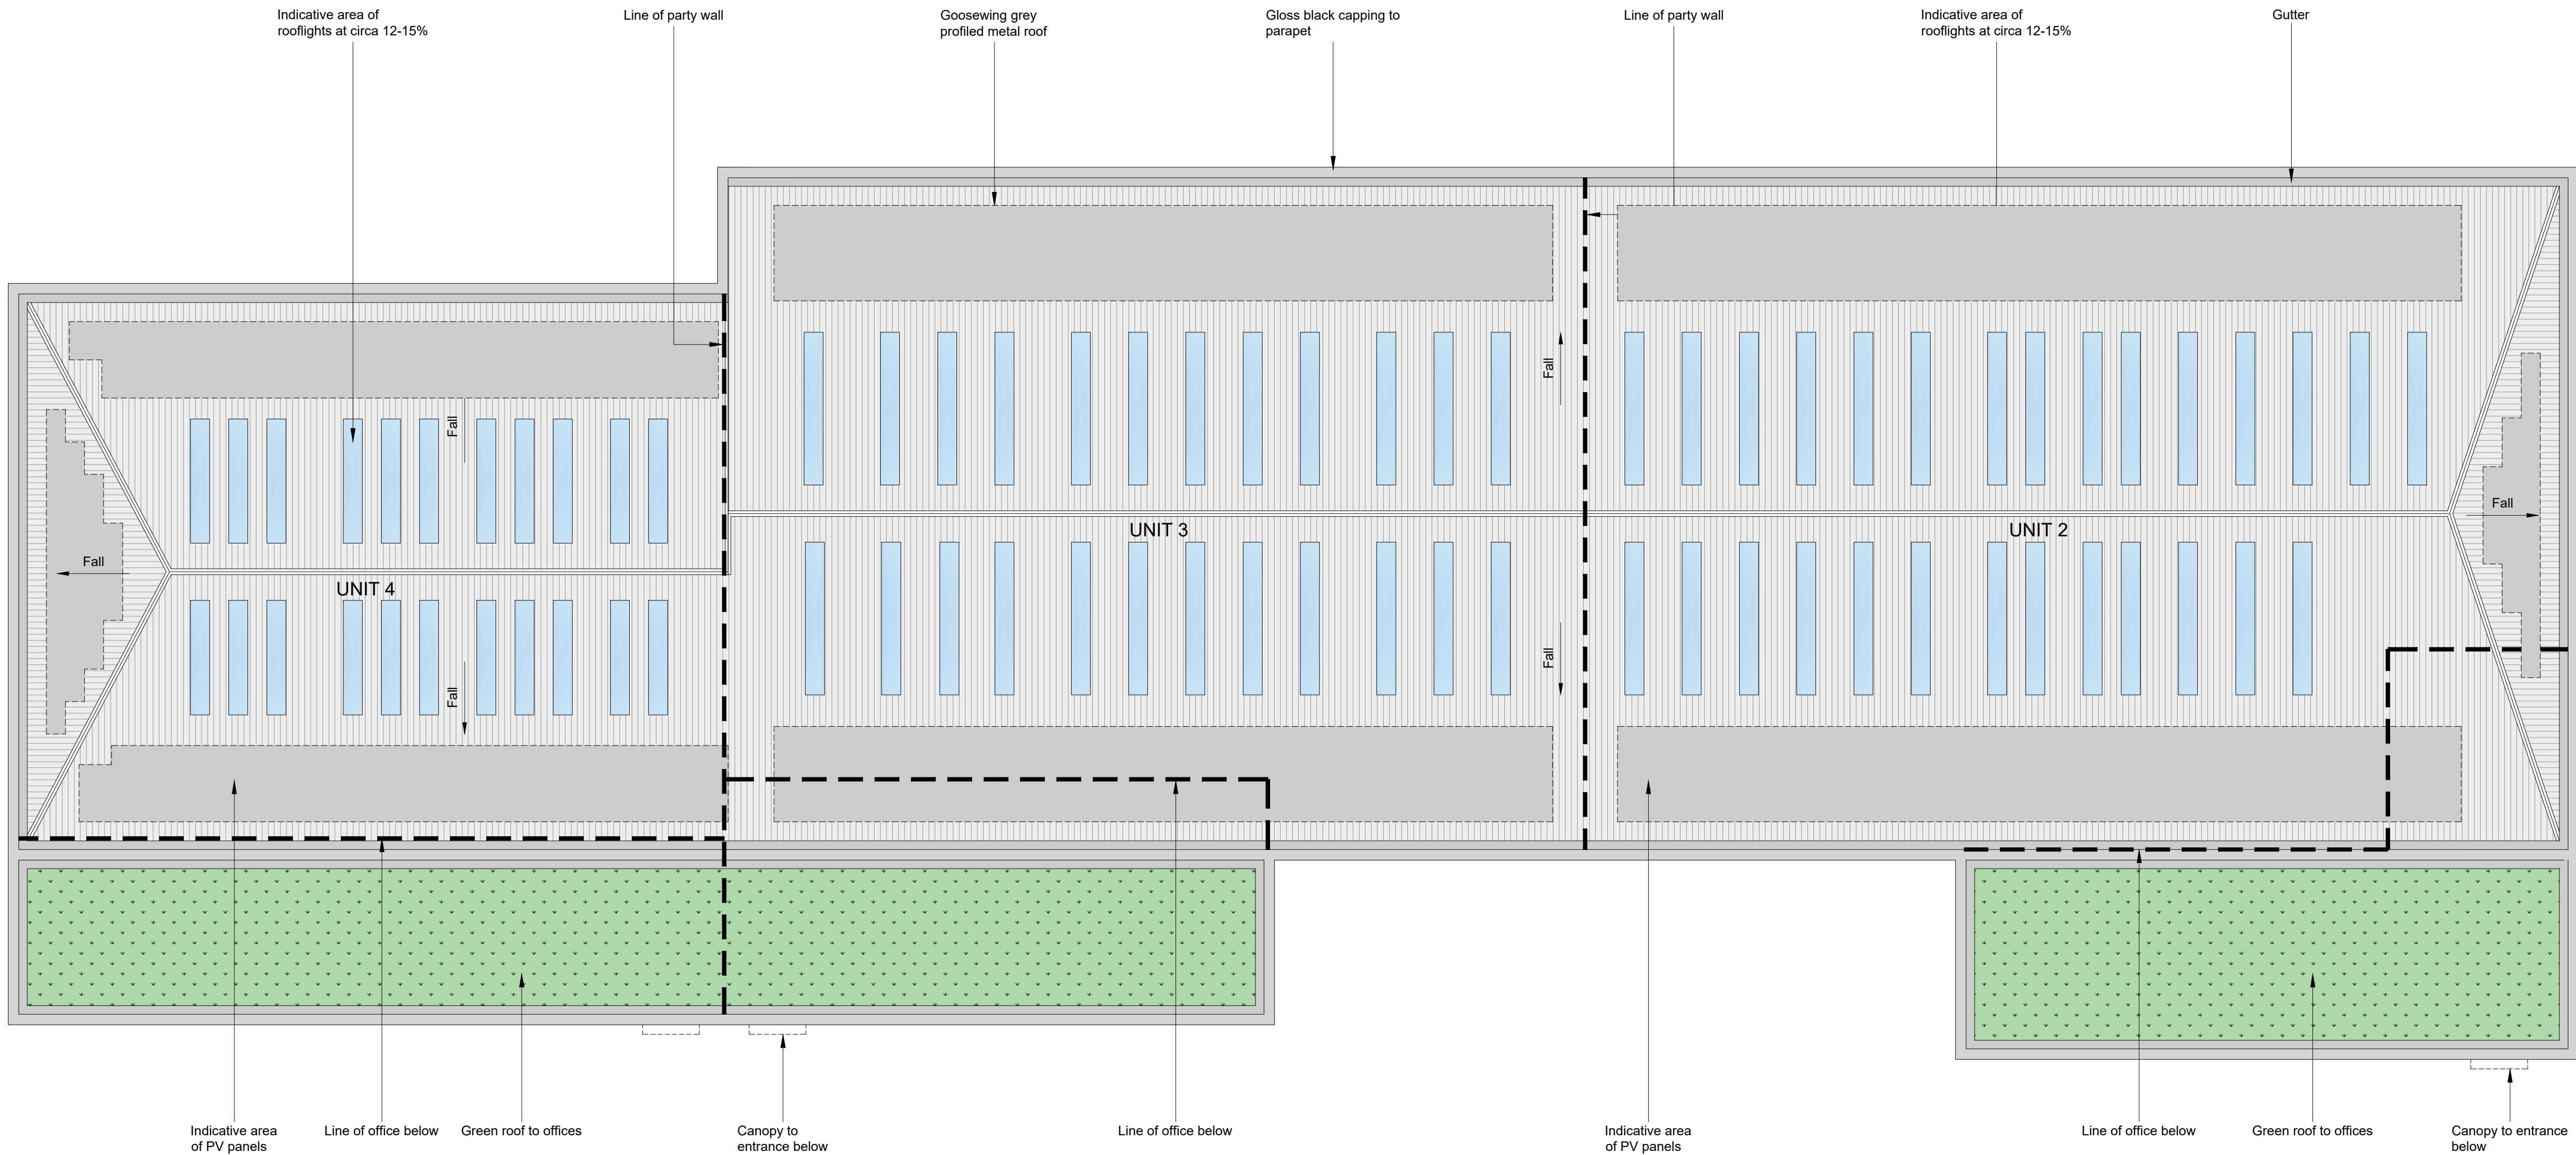 Indicative area of
rooflights at circa 12-15%
Line of party wall
Goosewing grey
profiled metal roof
Gloss black capping to
parapet
Line of party wall
Indicative area of
rooflights at circa 12-15%
Gutter
Fall
Fall
Fall
Fall
UNIT 3
UNIT 2
Fall
UNIT 4
Fall
Fall
Indicative area
of PV panels
Line of office below
Green roof to offices
Canopy to
entrance below
Line of office below
Indicative area
of PV panels
Line of office below
Green roof to offices
Canopy to entrance
below